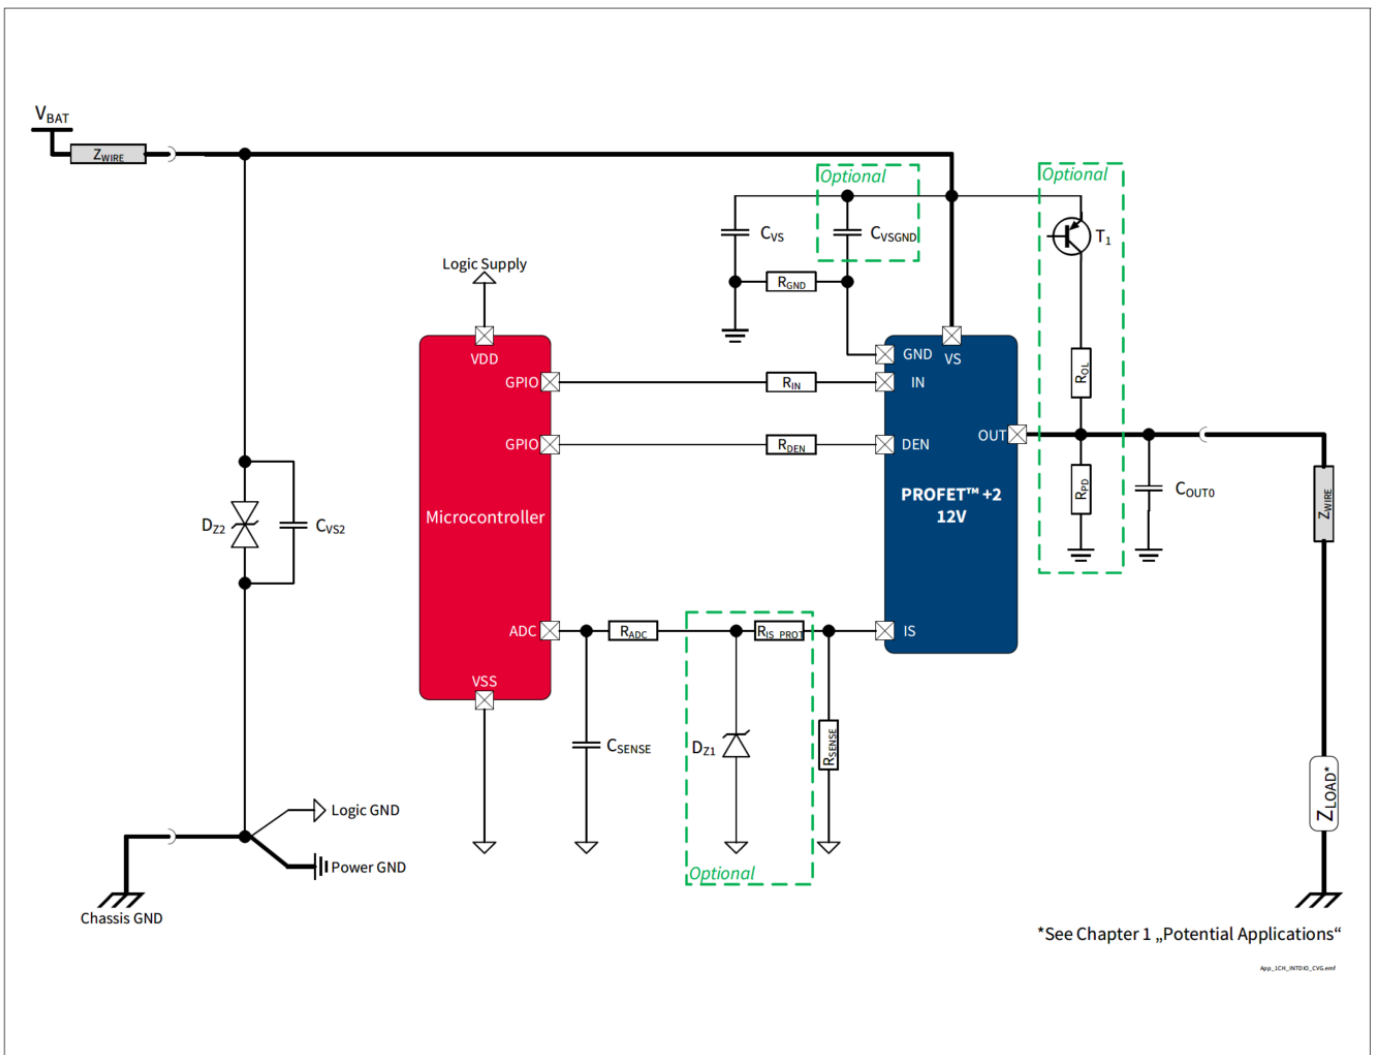 VBAT
ZWIRE
Optional
Optional
CVS
CVSGND
T1
Logic Supply
RGND
VDD
GND
VS
GPIO
RIN
IN
ROL
GPIO
RDEN
DEN
OUT
PROFET™ +2
12V
RPD
COUT0
ZWIRE
DZ2
CVS2
Microcontroller
ADC
RADC
RIS_PROT
IS
VSS
CSENSE
DZ1
RSENSE
ZLOAD*
Logic GND
Power GND
Optional
Chassis GND
*See Chapter 1 „Potential Applications“
App_1CH_INTDIO_CVG.emf